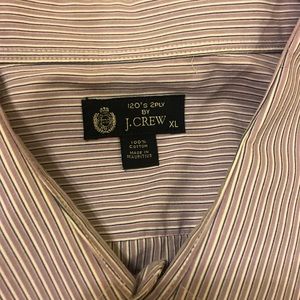 120's 2PLY
BY
J.CREW XL
100%
COTTON
MADE IN
MAURITIUS